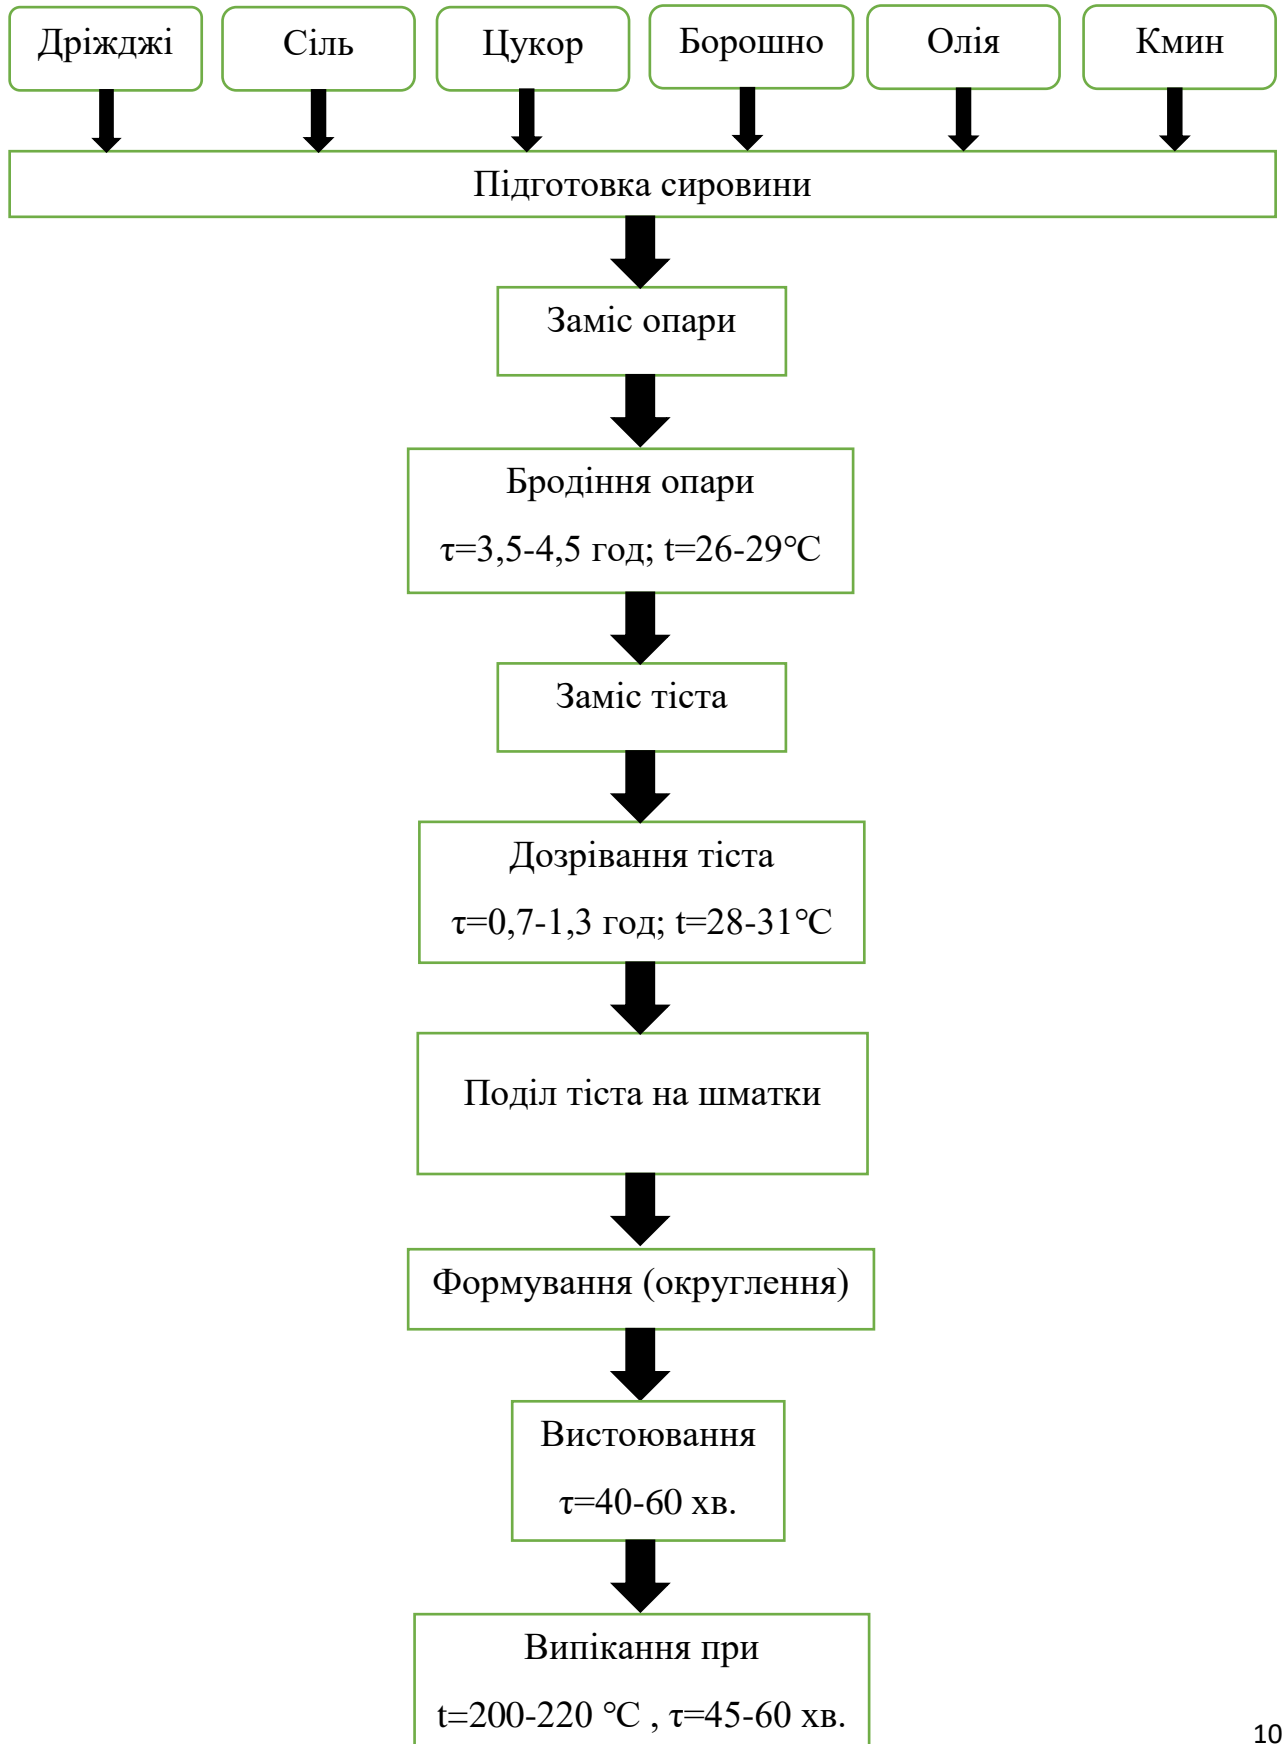 Дріжджі
Сіль
Цукор
Борошно
Олія
Кмин
Підготовка сировини
Заміс опари
Бродіння опари
τ=3,5-4,5 год; t=26-29℃
Заміс тіста
Дозрівання тіста
τ=0,7-1,3 год; t=28-31℃
Поділ тіста на шматки
Формування (округлення)
Вистоювання
τ=40-60 хв.
Випікання при
t=200-220 ℃ , τ=45-60 хв.
10